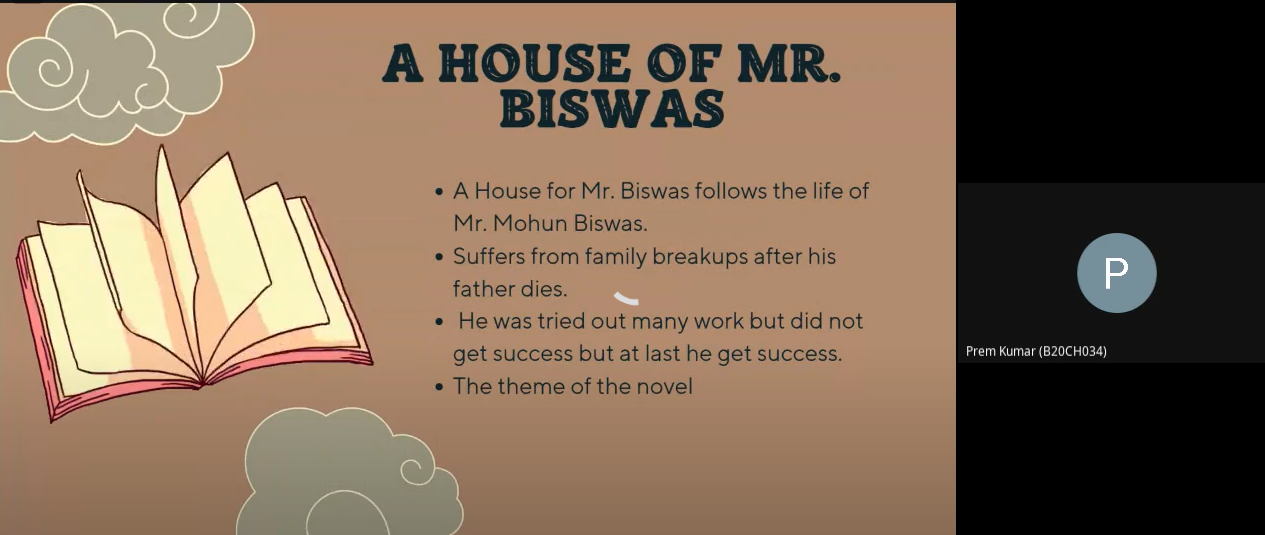 A HOUSE OF MR.
BISWAS
• A House for Mr. Biswas follows the life of
Mr. Mohun Biswas.
• Suffers from family breakups after his
father dies.
• He was tried out many work but did not
get success but at last he get success.
• The theme of the novel
P
Prem Kumar (B20CH034)